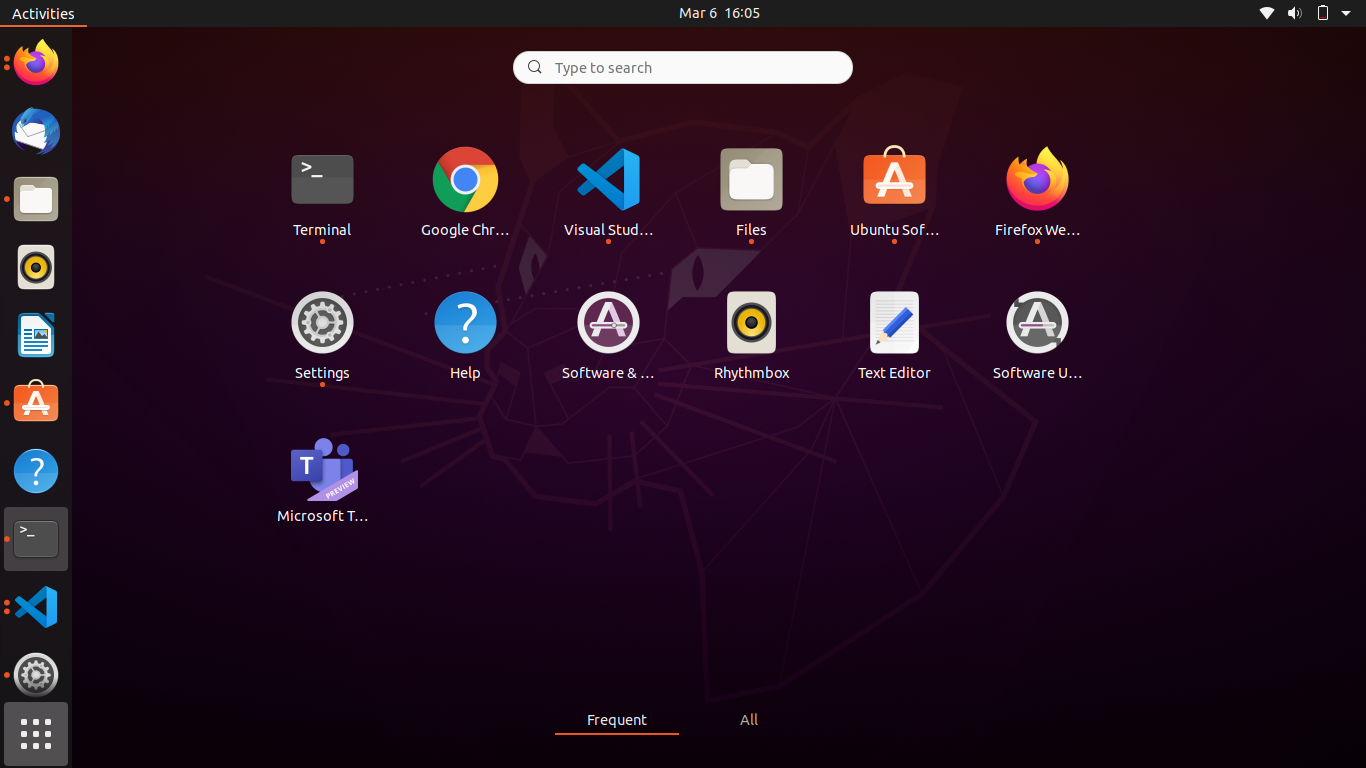 Activities
Mar 6 16:05
Type to search
>_
Terminal
Google Chr...
Visual Stud...
Files
Ubuntu Sof...
Firefox We...
Settings
?
Help
Software & ...
Rhythmbox
Text Editor
Software U...
T
PREVIEW
Microsoft T...
?
>_
Frequent
All